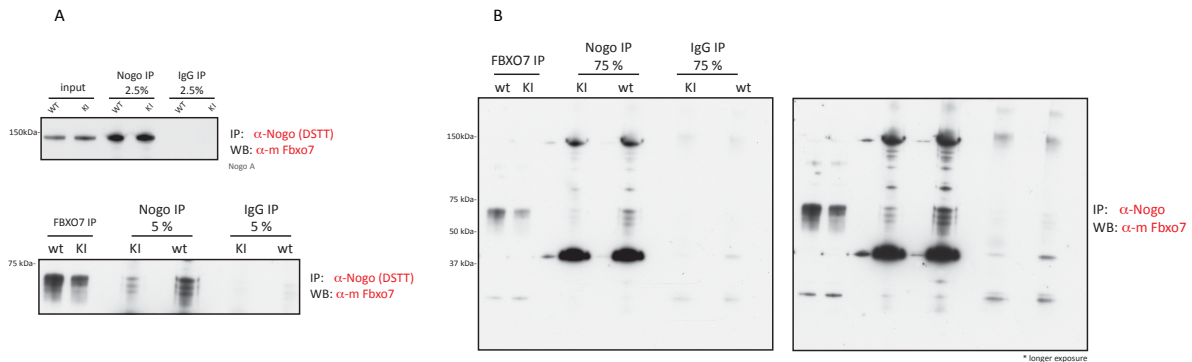 A
input
Nogo IP
2.5%
IgG IP
2.5%
WT KI WT KI WT KI
150kDa-
IP: α-Nogo (DSTT)
WB: α-m Fbxo7
Nogo A
FBXO7 IP
Nogo IP
5 %
IgG IP
5 %
wt KI KI wt KI wt
75 kDa-
IP: α-Nogo (DSTT)
WB: α-m Fbxo7
B
FBXO7 IP
Nogo IP
75 %
IgG IP
75 %
wt KI KI wt KI wt
150kDa-
75 kDa-
50 kDa-
37 kDa-
IP: α-Nogo
WB: α-m Fbxo7
* longer exposure